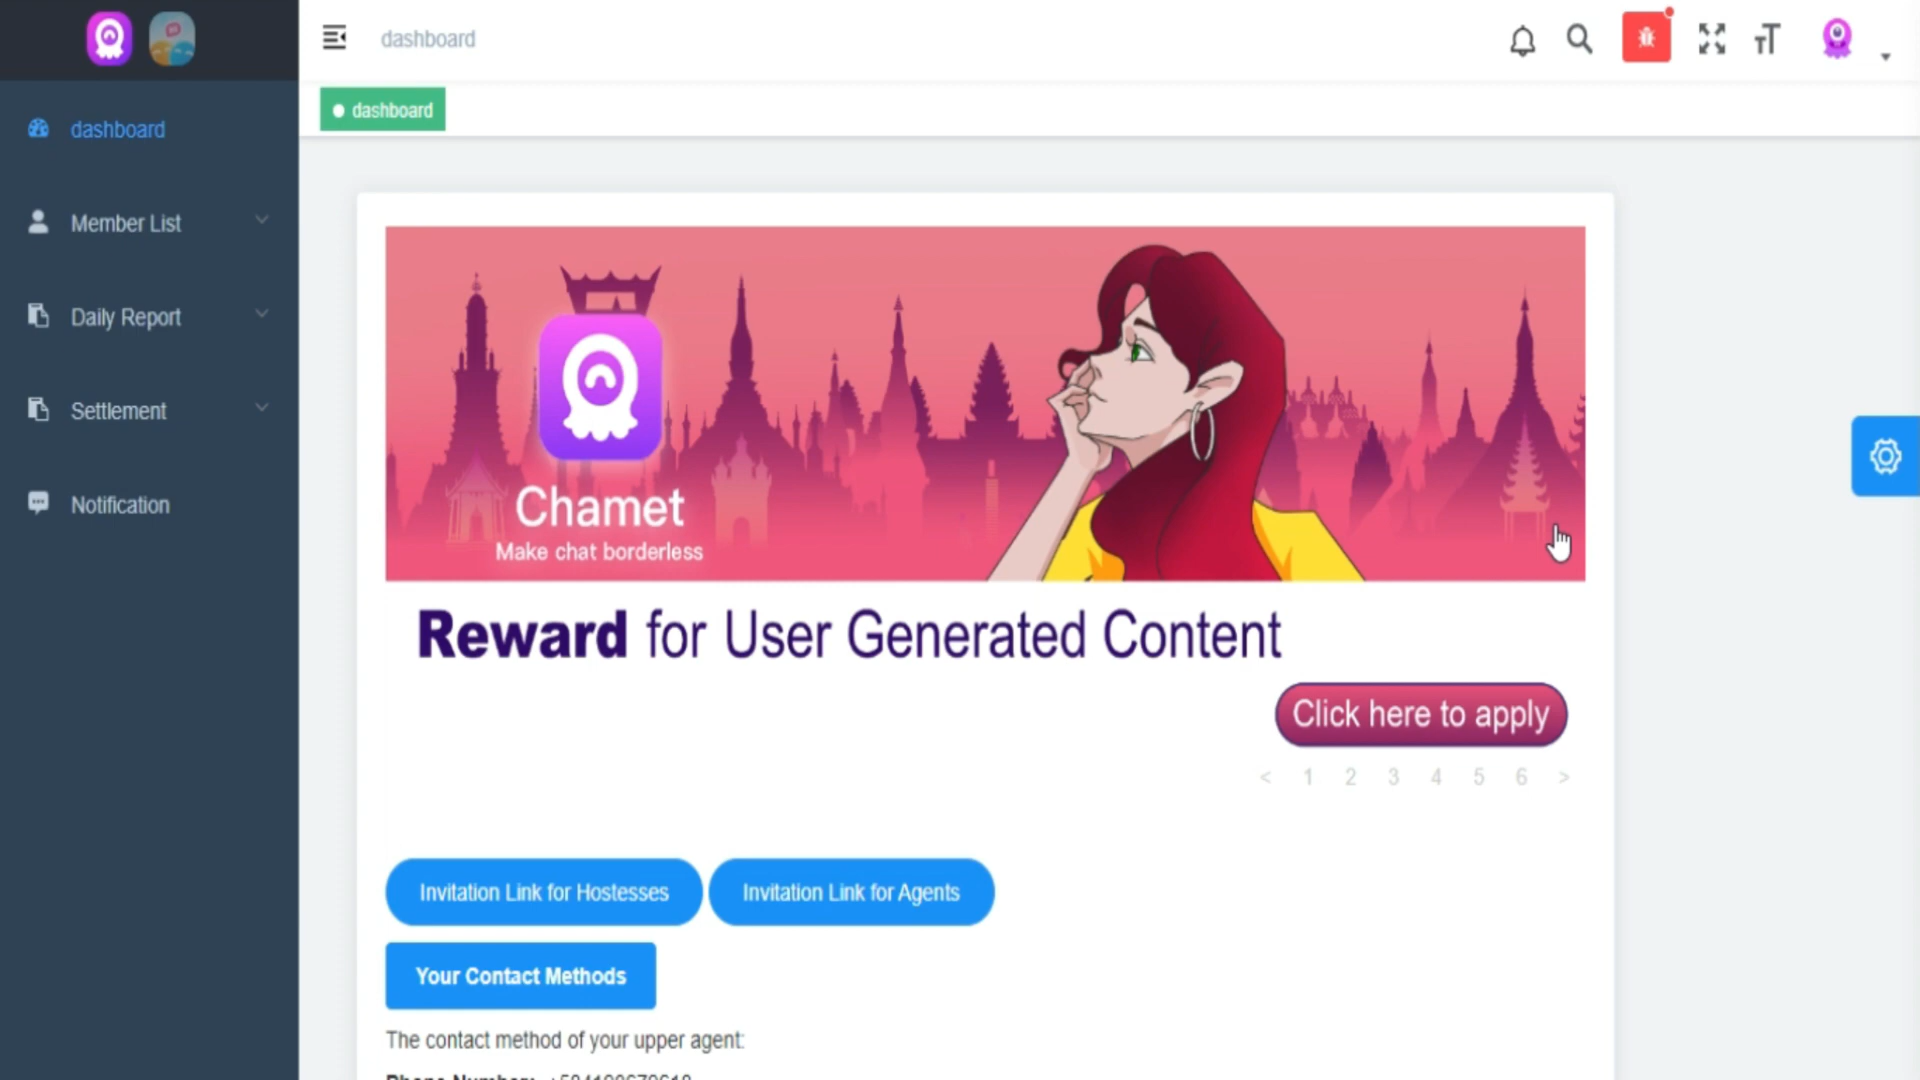 dashboard
dashboard
dashboard
Member List
Daily Report
Settlement
Notification
Chamet
Make chat borderless
Reward for User Generated Content
Click here to apply
< 1 2 3 4 5 6 >
Invitation Link for Hostesses
Invitation Link for Agents
Your Contact Methods
The contact method of your upper agent: